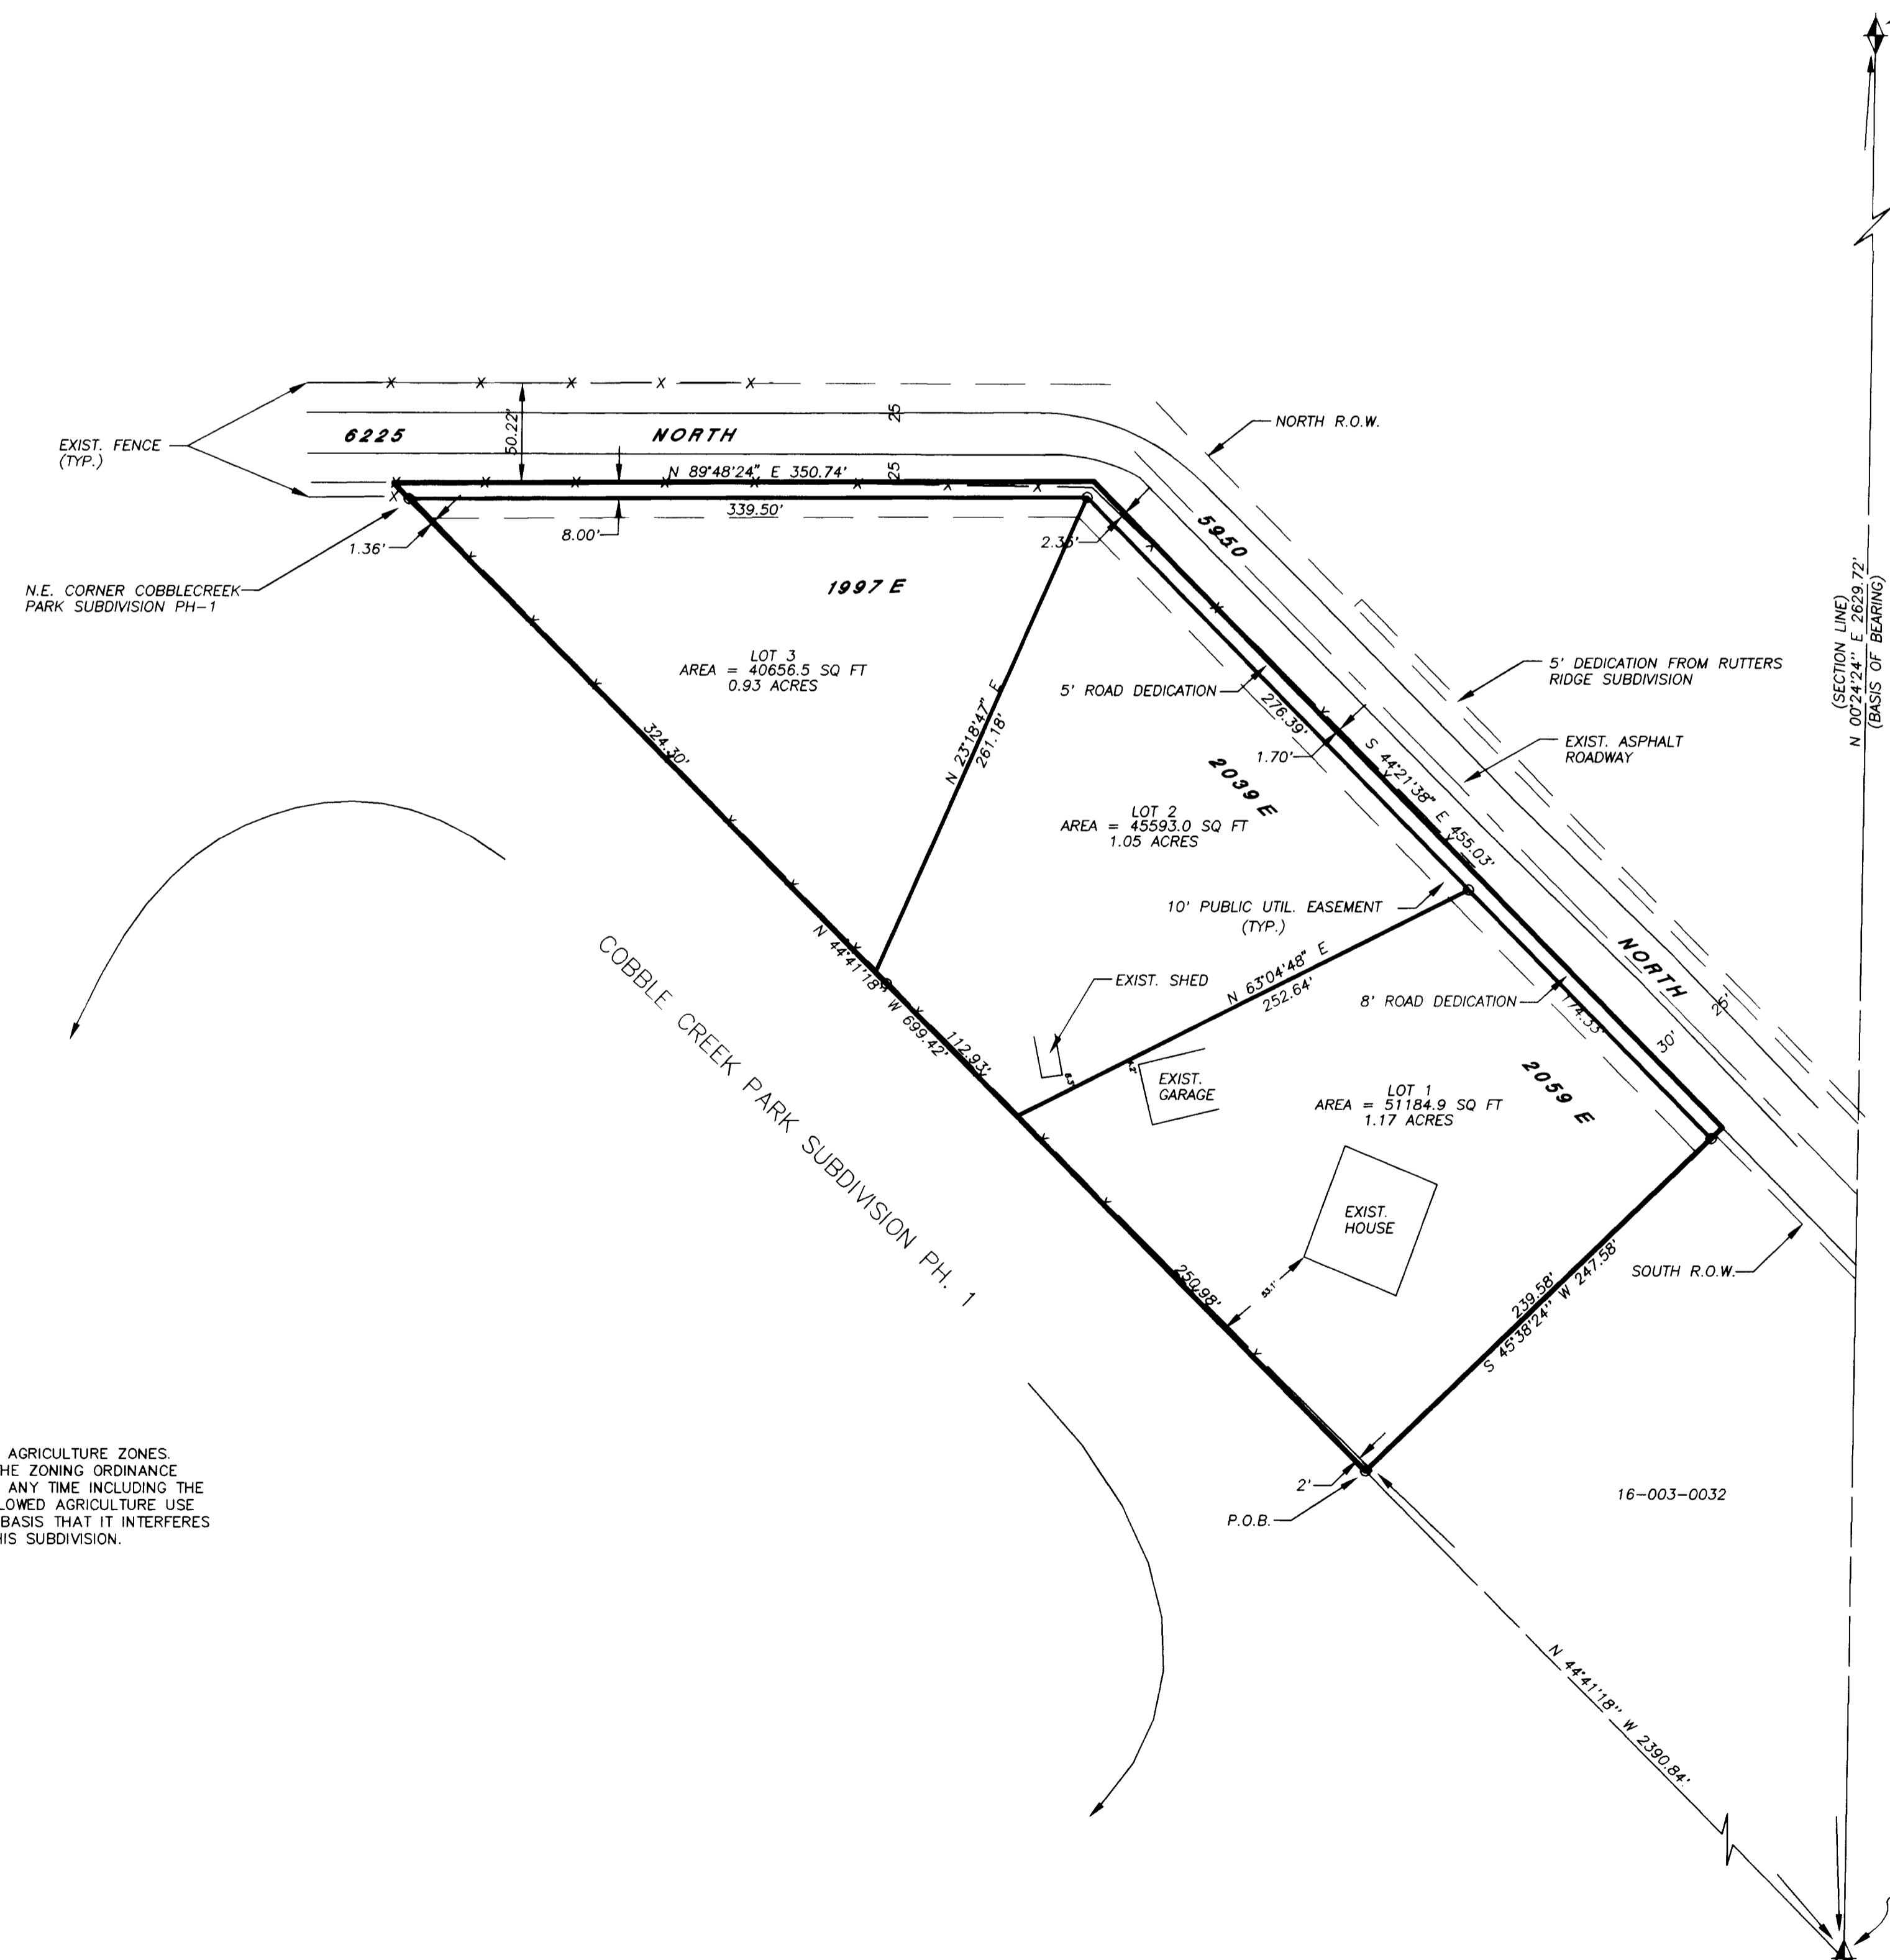 EXIST. FENCE
(TYP.)
6225
NORTH
50.22'
25
25
NORTH R.O.W.
N 89°48'24" E 350.74'
339.50'
8.00'
1.36'
2.36'
5950
N.E. CORNER COBBLECREEK
PARK SUBDIVISION PH-1
1997 E
LOT 3
AREA = 40656.5 SQ FT
0.93 ACRES
324.30'
N 23°18'47" E
261.18'
5' ROAD DEDICATION
276.39'
1.70'
S 44°21'38" E 455.03'
5' DEDICATION FROM RUTTERS
RIDGE SUBDIVISION
EXIST. ASPHALT
ROADWAY
(SECTION LINE)
N 00°24'24" E 2629.72'
(BASIS OF BEARING)
2039 E
LOT 2
AREA = 45593.0 SQ FT
1.05 ACRES
10' PUBLIC UTIL. EASEMENT
(TYP.)
N 63°04'48" E
252.64'
EXIST. SHED
8' ROAD DEDICATION
174.33'
NORTH
26'
30'
N 44°41'18" W 699.42'
112.93'
COBBLE CREEK PARK SUBDIVISION PH. 1
EXIST.
GARAGE
2059 E
LOT 1
AREA = 51184.9 SQ FT
1.17 ACRES
EXIST.
HOUSE
53.1'
250.98'
239.58'
S 45°38'24" W 247.58'
SOUTH R.O.W.
2'
P.O.B.
16-003-0032
N 44°41'18" W 2390.84'
AGRICULTURE ZONES.
HE ZONING ORDINANCE
ANY TIME INCLUDING THE
LOWED AGRICULTURE USE
BASIS THAT IT INTERFERES
HIS SUBDIVISION.